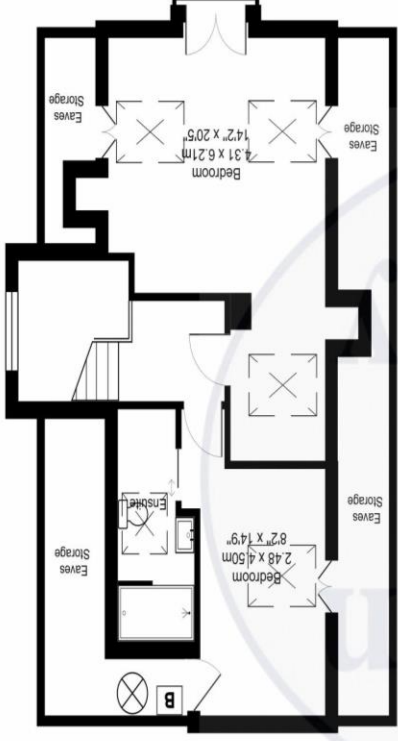 B
Bedroom
2.48 x 4.50m
8'2" x 14'9"
Eaves
Storage
Eaves
Storage
Ensuite
Bedroom
4.31 x 6.21m
14'2" x 20'5"
Eaves
Storage
Eaves
Storage